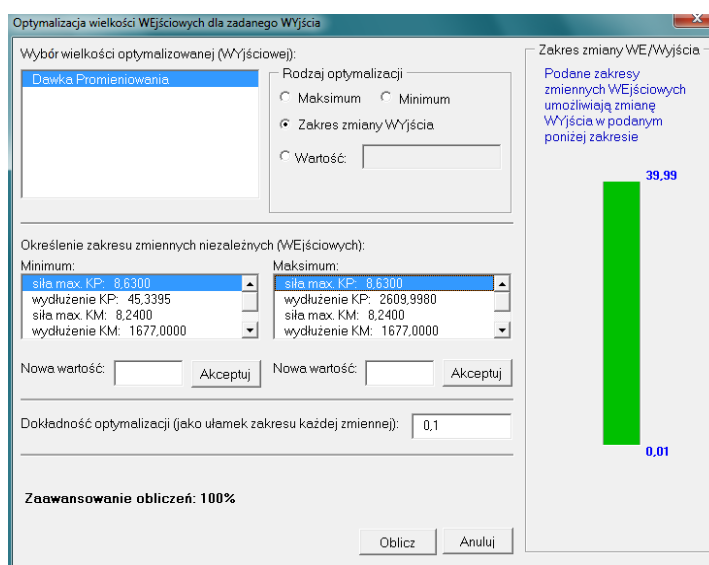 Optymalizacja wielkości WEjściowych dla zadanego WYjścia
Wybór wielkości optymalizowanej (WYjściowej):
Dawka Promieniowania
Rodzaj optymalizacji
Maksimum Minimum
Zakres zmiany WYjścia
Wartość:
Określenie zakresu zmiennych niezależnych (WEjściowych):
Minimum:
siła max. KP: 8,6300
wydłużenie KP: 45,3395
siła max. KM: 8,2400
wydłużenie KM: 1677,0000
Maksimum:
siła max. KP: 8,6300
wydłużenie KP: 2609,9980
siła max. KM: 8,2400
wydłużenie KM: 1677,0000
Nowa wartość: Akceptuj
Nowa wartość: Akceptuj
Dokładność optymalizacji (jako ułamek zakresu każdej zmiennej): 0,1
Zaawansowanie obliczeń: 100%
Oblicz Anuluj
Zakres zmiany WE/Wyjścia
Podane zakresy
zmiennych WEjściowych
umożliwiają zmianę
WYjścia w podanym
poniżej zakresie
39,99
0,01